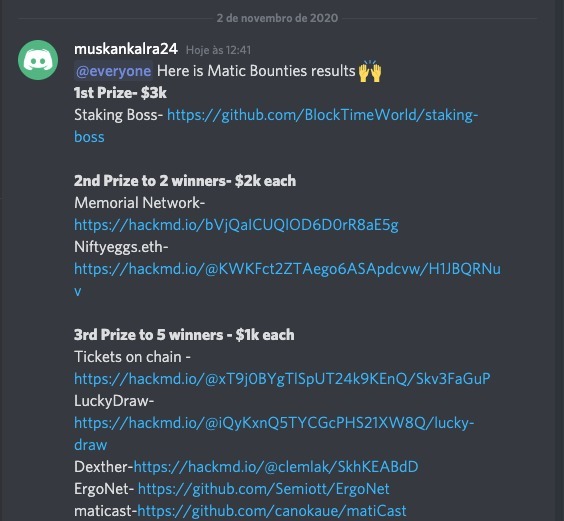 2 de novembro de 2020
muskankalra24 Hoje às 12:41
@everyone Here is Matic Bounties results 🙌
1st Prize- $3k
Staking Boss- https://github.com/BlockTimeWorld/staking-
boss
2nd Prize to 2 winners- $2k each
Memorial Network-
https://hackmd.io/bVjQaICUQlOD6D0rR8aE5g
Niftyeggs.eth-
https://hackmd.io/@KWKFct2ZTAego6ASApdcvw/H1JBQRNu
v
3rd Prize to 5 winners - $1k each
Tickets on chain -
https://hackmd.io/@xT9j0BYgTlSpUT24k9KEnQ/Skv3FaGuP
LuckyDraw-
https://hackmd.io/@iQyKxnQ5TYCGcPHS21XW8Q/lucky-
draw
Dexther-https://hackmd.io/@clemlak/SkhKEABdD
ErgoNet- https://github.com/Semiott/ErgoNet
maticast-https://github.com/canokaue/matiCast